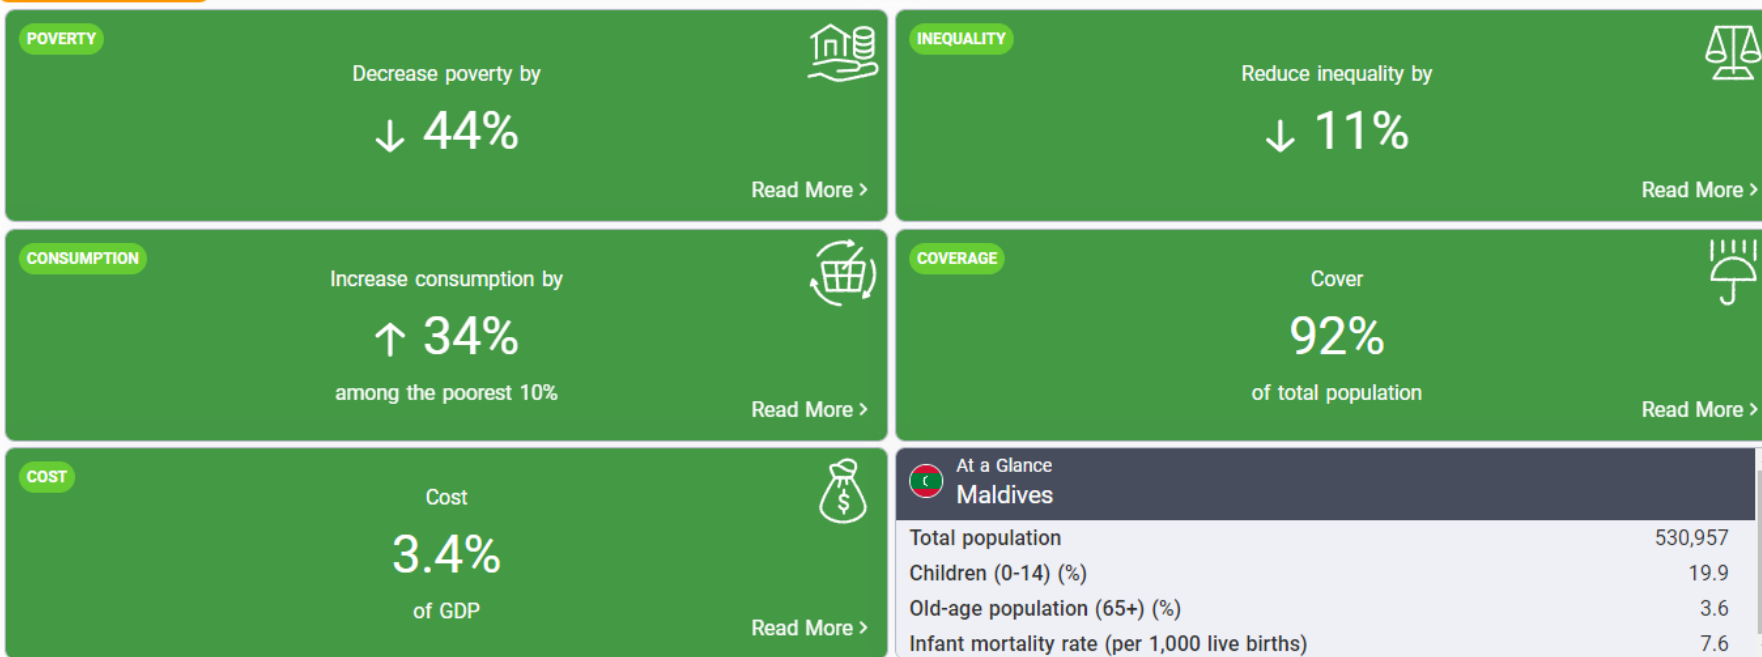 POVERTY
Decrease poverty by
↓ 44%
Read More >
INEQUALITY
Reduce inequality by
↓ 11%
Read More >
CONSUMPTION
Increase consumption by
↑ 34%
among the poorest 10%
Read More >
COVERAGE
Cover
92%
of total population
Read More >
COST
Cost
$
3.4%
of GDP
Read More >
At a Glance
Maldives
Total population 530,957
Children (0-14) (%) 19.9
Old-age population (65+) (%) 3.6
Infant mortality rate (per 1,000 live births) 7.6